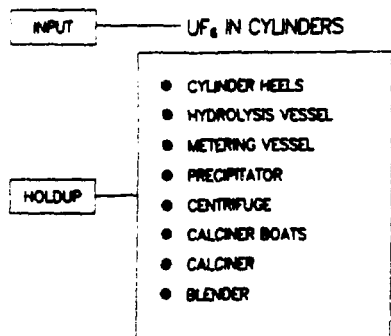 INPUT
UF₆ IN CYLINDERS
● CYLINDER HEELS
● HYDROLYSIS VESSEL
● METERING VESSEL
● PRECIPITATOR
HOLDUP
● CENTRIFUGE
● CALCINER BOATS
● CALCINER
● BLENDER